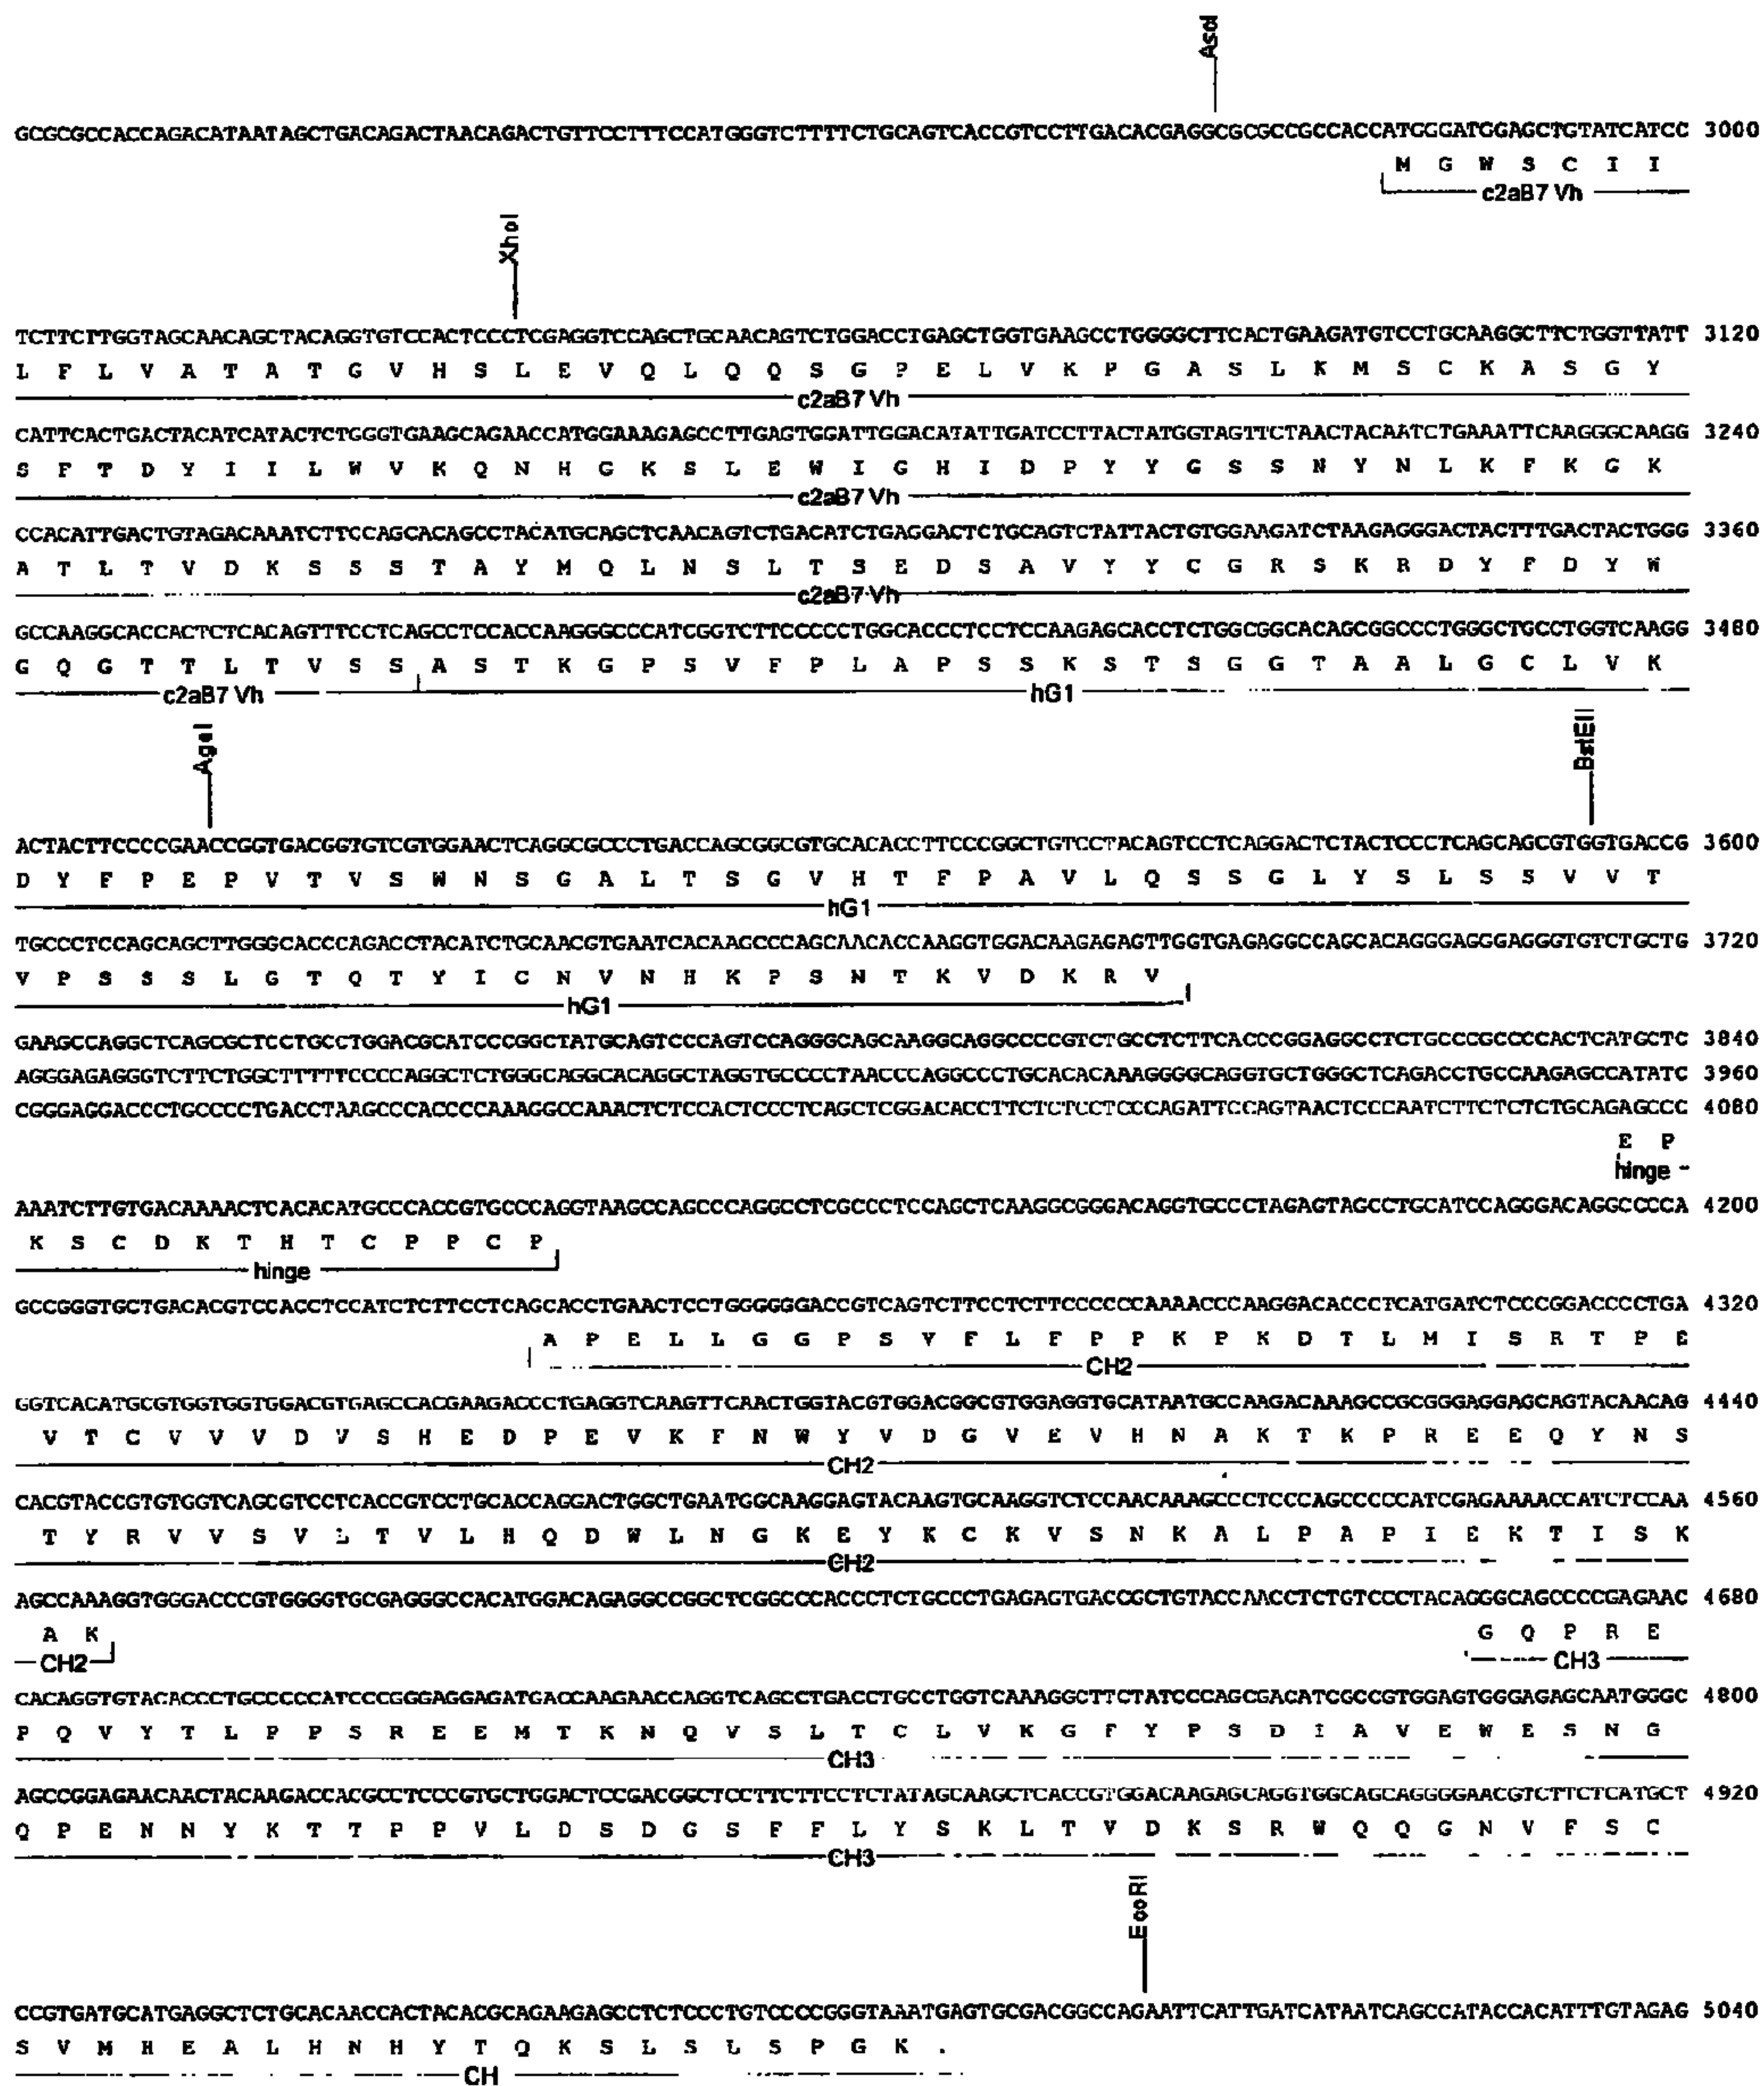 AscI
GCGCGCCACCAGACATAATAGCTGACAGACTAACAGACTGTTCCTTTCCATGGGTCTTTTCTGCAGTCACCGTCCTTGACACGAGGCGCGCCGCCACCATGGGATGGAGCTGTATCATCC 3000
M G W S C I I
c2aB7 Vh
XhoI
TCTTCTTGGTAGCAACAGCTACAGGTGTCCACTCCCTCGAGGTCCAGCTGCAACAGTCTGGACCTGAGCTGGTGAAGCCTGGGGCTTCACTGAAGATGTCCTGCAAGGCTTCTGGTTATT 3120
L F L V A T A T G V H S L E V Q L Q Q S G P E L V K P G A S L K M S C K A S G Y
c2aB7 Vh
CATTCACTGACTACATCATACTCTGGGTGAAGCAGAACCATGGAAAGAGCCTTGAGTGGATTGGACATATTGATCCTTACTATGGTAGTTCTAACTACAATCTGAAATTCAAGGGCAAGG 3240
S F T D Y I I L W V K Q N H G K S L E W I G H I D P Y Y G S S N Y N L K F K G K
c2aB7 Vh
CCACATTGACTGTAGACAAATCTTCCAGCACAGCCTACATGCAGCTCAACAGTCTGACATCTGAGGACTCTGCAGTCTATTACTGTGGAAGATCTAAGAGGGACTACTTTGACTACTGGG 3360
A T L T V D K S S S T A Y M Q L N S L T S E D S A V Y Y C G R S K R D Y F D Y W
c2aB7 Vh
GCCAAGGCACCACTCTCACAGTTTCCTCAGCCTCCACCAAGGGCCCATCGGTCTTCCCCCTGGCACCCTCCTCCAAGAGCACCTCTGGCGGCACAGCGGCCCTGGGCTGCCTGGTCAAGG 3480
G Q G T T L T V S S A S T K G P S V F P L A P S S K S T S G G T A A L G C L V K
c2aB7 Vh hG1
AgeI BstEII
ACTACTTCCCCGAACCGGTGACGGTGTCGTGGAACTCAGGCGCCCTGACCAGCGGCGTGCACACCTTCCCGGCTGTCCTACAGTCCTCAGGACTCTACTCCCTCAGCAGCGTGGTGACCG 3600
D Y F P E P V T V S W N S G A L T S G V H T F P A V L Q S S G L Y S L S S V V T
hG1
TGCCCTCCAGCAGCTTGGGCACCCAGACCTACATCTGCAACGTGAATCACAAGCCCAGCAACACCAAGGTGGACAAGAGAGTTGGTGAGAGGCCAGCACAGGGAGGGAGGGTGTCTGCTG 3720
V P S S S L G T Q T Y I C N V N H K P S N T K V D K R V
hG1
GAAGCCAGGCTCAGCGCTCCTGCCTGGACGCATCCCGGCTATGCAGTCCCAGTCCAGGGCAGCAAGGCAGGCCCCGTCTGCCTCTTCACCCGGAGGCCTCTGCCCGCCCCACTCATGCTC 3840
AGGGAGAGGGTCTTCTGGCTTTTTCCCCAGGCTCTGGGCAGGCACAGGCTAGGTGCCCCTAACCCAGGCCCTGCACACAAAGGGGCAGGTGCTGGGCTCAGACCTGCCAAGAGCCATATC 3960
CGGGAGGACCCTGCCCCTGACCTAAGCCCACCCCAAAGGCCAAACTCTCCACTCCCTCAGCTCGGACACCTTCTCTCCTCCCAGATTCCAGTAACTCCCAATCTTCTCTCTGCAGAGCCC 4080
E P
hinge
AAATCTTGTGACAAAACTCACACATGCCCACCGTGCCCAGGTAAGCCAGCCCAGGCCTCGCCCTCCAGCTCAAGGCGGGACAGGTGCCCTAGAGTAGCCTGCATCCAGGGACAGGCCCCA 4200
K S C D K T H T C P P C P
hinge
GCCGGGTGCTGACACGTCCACCTCCATCTCTTCCTCAGCACCTGAACTCCTGGGGGGACCGTCAGTCTTCCTCTTCCCCCCAAAACCCAAGGACACCCTCATGATCTCCCGGACCCCTGA 4320
A P E L L G G P S V F L F P P K P K D T L M I S R T P E
CH2
GGTCACATGCGTGGTGGTGGACGTGAGCCACGAAGACCCTGAGGTCAAGTTCAACTGGTACGTGGACGGCGTGGAGGTGCATAATGCCAAGACAAAGCCGCGGGAGGAGCAGTACAACAG 4440
V T C V V V D V S H E D P E V K F N W Y V D G V E V H N A K T K P R E E Q Y N S
CH2
CACGTACCGTGTGGTCAGCGTCCTCACCGTCCTGCACCAGGACTGGCTGAATGGCAAGGAGTACAAGTGCAAGGTCTCCAACAAAGCCCTCCCAGCCCCCATCGAGAAAACCATCTCCAA 4560
T Y R V V S V L T V L H Q D W L N G K E Y K C K V S N K A L P A P I E K T I S K
CH2
AGCCAAAGGTGGGACCCGTGGGGTGCGAGGGCCACATGGACAGAGGCCGGCTCGGCCCACCCTCTGCCCTGAGAGTGACCGCTGTACCAACCTCTGTCCCTACAGGGCAGCCCCGAGAAC 4680
A K G Q P R E
CH2 CH3
CACAGGTGTACACCCTGCCCCCATCCCGGGAGGAGATGACCAAGAACCAGGTCAGCCTGACCTGCCTGGTCAAAGGCTTCTATCCCAGCGACATCGCCGTGGAGTGGGAGAGCAATGGGC 4800
P Q V Y T L P P S R E E M T K N Q V S L T C L V K G F Y P S D I A V E W E S N G
CH3
AGCCGGAGAACAACTACAAGACCACGCCTCCCGTGCTGGACTCCGACGGCTCCTTCTTCCTCTATAGCAAGCTCACCGTGGACAAGAGCAGGTGGCAGCAGGGGAACGTCTTCTCATGCT 4920
Q P E N N Y K T T P P V L D S D G S F F L Y S K L T V D K S R W Q Q G N V F S C
CH3
EcoRI
CCGTGATGCATGAGGCTCTGCACAACCACTACACGCAGAAGAGCCTCTCCCTGTCCCCGGGTAAATGAGTGCGACGGCCAGAATTCATTGATCATAATCAGCCATACCACATTTGTAGAG 5040
S V M H E A L H N H Y T Q K S L S L S P G K .
CH